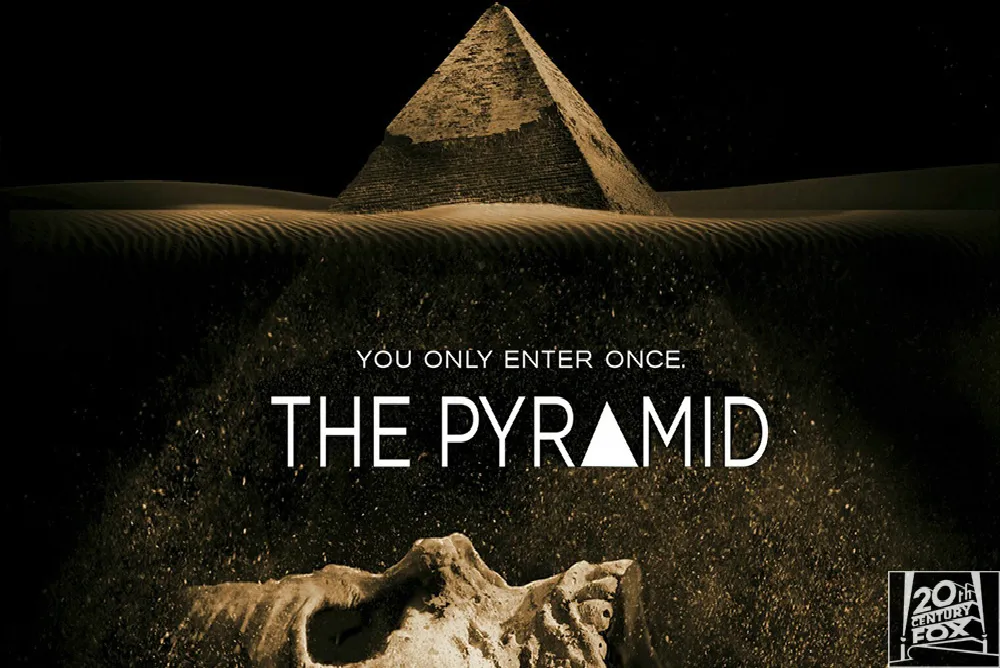 YOU ONLY ENTER ONCE.
THE PYRAMID
20th
CENTURY
FOX